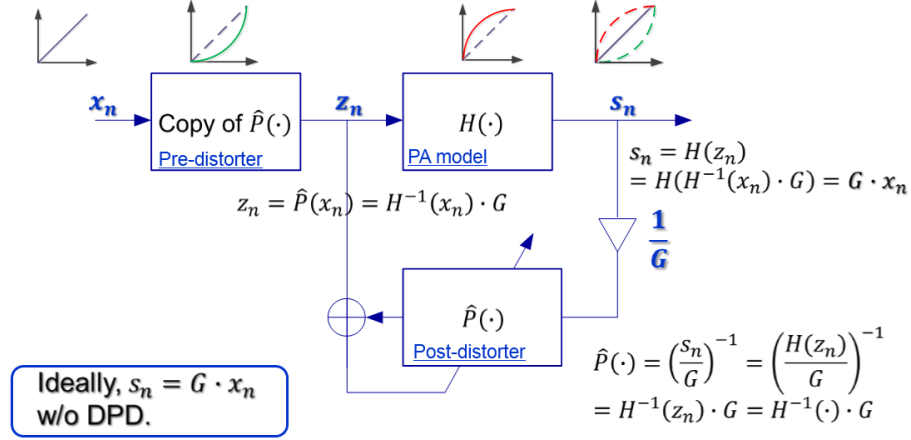 x_n
Copy of P̂(·)
Pre-distorter
z_n
H(·)
PA model
s_n
s_n = H(z_n)
= H(H⁻¹(x_n) · G) = G · x_n
z_n = P̂(x_n) = H⁻¹(x_n) · G
1/G
P̂(·)
Post-distorter
P̂(·) = (s_n/G)⁻¹ = (H(z_n)/G)⁻¹
= H⁻¹(z_n) · G = H⁻¹(·) · G
Ideally, s_n = G · x_n
w/o DPD.